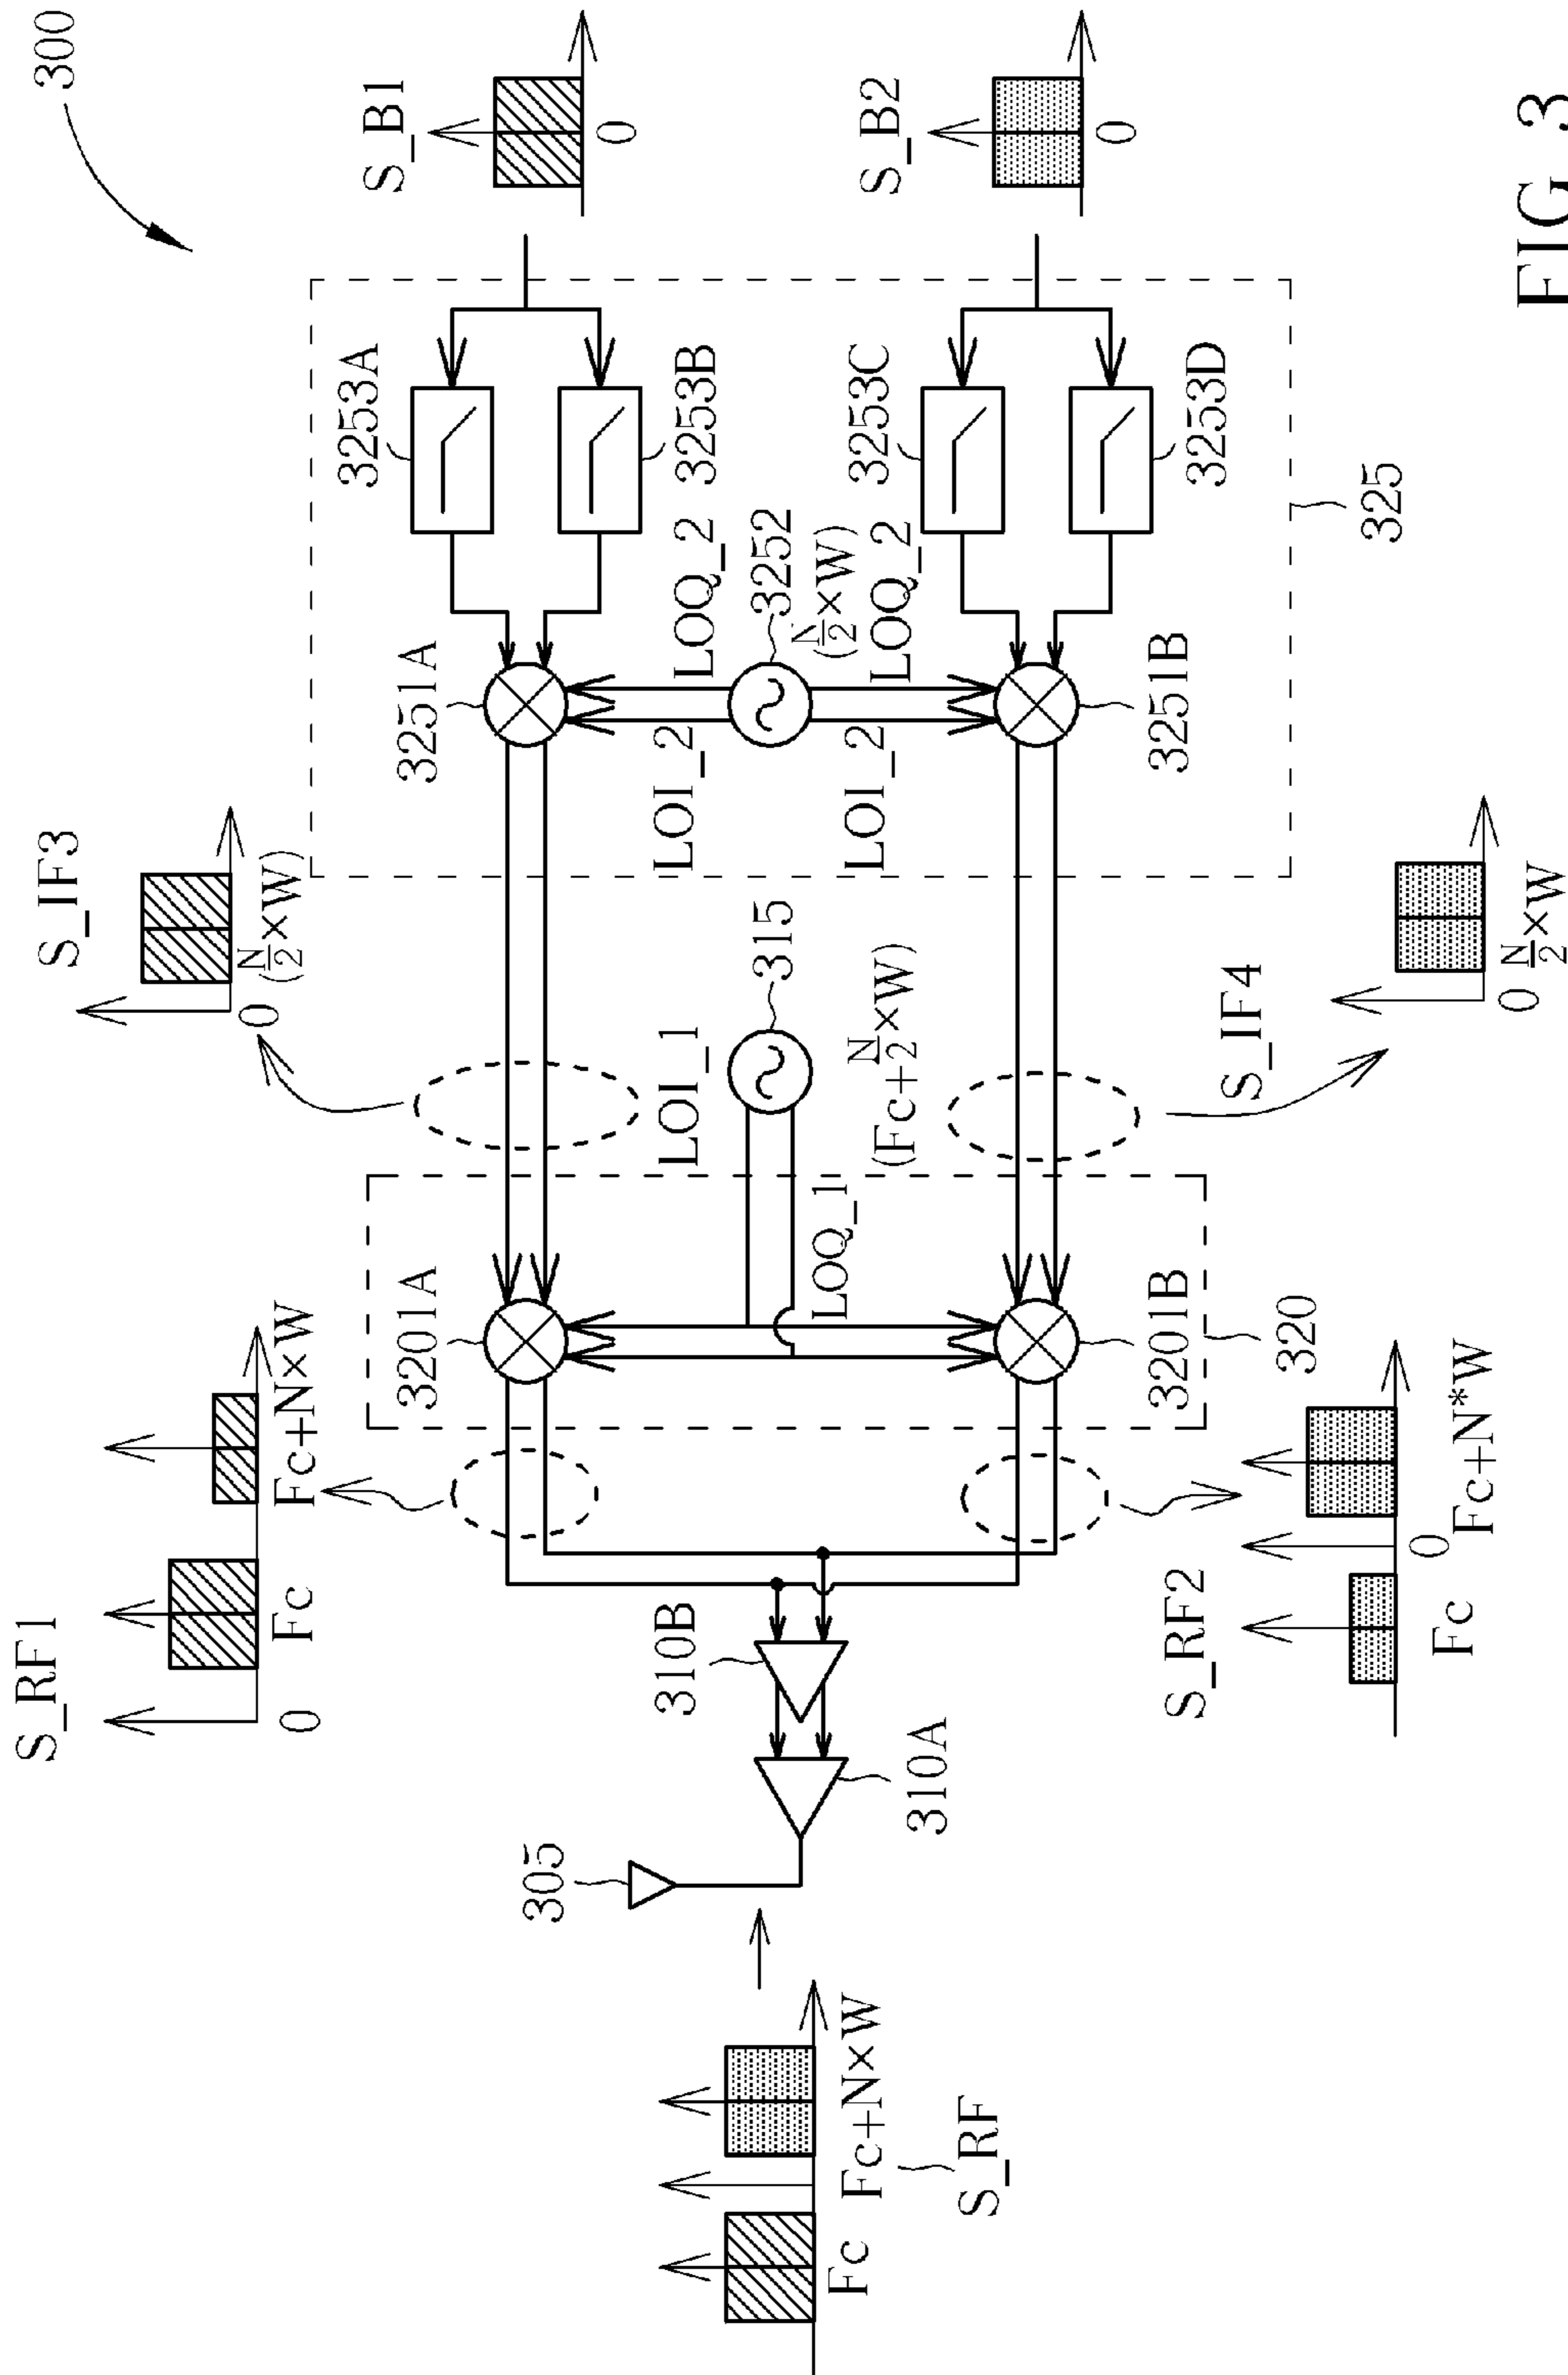 300
S_RF1
0
Fc
Fc+N×W
S_IF3
0
(N/2×W)
S_B1
0
3201A
3251A
3253A
3253B
LOQ_2
LOI_2
3252
(N/2×W)
LOI_1
315
(Fc+N/2×W)
LOQ_1
LOI_2
LOQ_2
305
310B
310A
Fc
Fc+N×W
S_RF
3201B
320
3251B
3253C
3253D
325
S_B2
0
S_RF2
Fc
0
Fc+N*W
S_IF4
0
N/2×W
FIG. 3